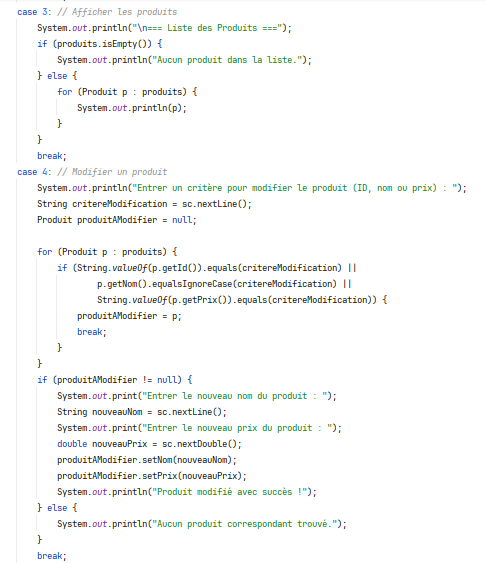 case 3: // Afficher les produits
System.out.println("\n=== Liste des Produits ===");
if (produits.isEmpty()) {
System.out.println("Aucun produit dans la liste.");
} else {
for (Produit p : produits) {
System.out.println(p);
}
}
break;
case 4: // Modifier un produit
System.out.println("Entrer un critère pour modifier le produit (ID, nom ou prix) : ");
String critereModification = sc.nextLine();
Produit produitAModifier = null;
for (Produit p : produits) {
if (String.valueOf(p.getId()).equals(critereModification) ||
p.getNom().equalsIgnoreCase(critereModification) ||
String.valueOf(p.getPrix()).equals(critereModification)) {
produitAModifier = p;
break;
}
}
if (produitAModifier != null) {
System.out.print("Entrer le nouveau nom du produit : ");
String nouveauNom = sc.nextLine();
System.out.print("Entrer le nouveau prix du produit : ");
double nouveauPrix = sc.nextDouble();
produitAModifier.setNom(nouveauNom);
produitAModifier.setPrix(nouveauPrix);
System.out.println("Produit modifié avec succès !");
} else {
System.out.println("Aucun produit correspondant trouvé.");
}
break;